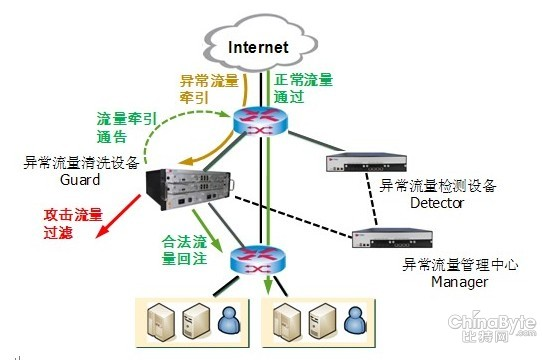 Internet
异常流量
牵引
正常流量
通过
流量牵引
通告
异常流量清洗设备
Guard
异常流量检测设备
Detector
攻击流量
过滤
合法流
量回注
异常流量管理中心
Manager
ChinaByte
比特网